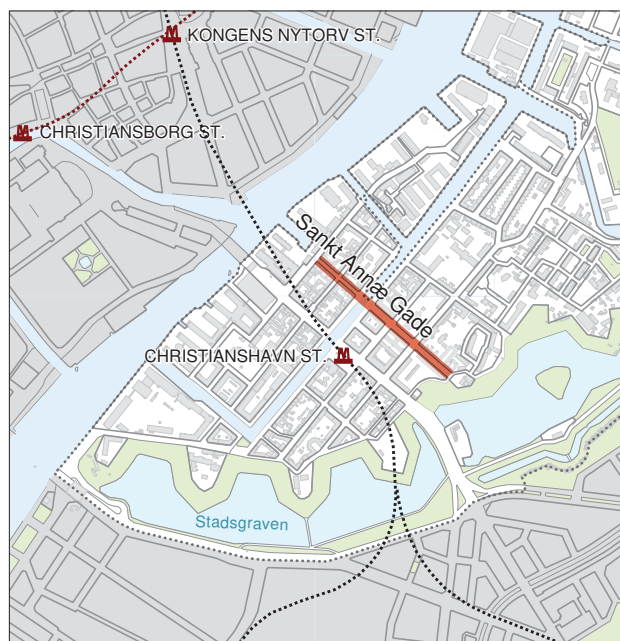 KONGENS NYTORV ST.
CHRISTIANSBORG ST.
Sankt Annæ Gade
CHRISTIANSHAVN ST.
Stadsgraven